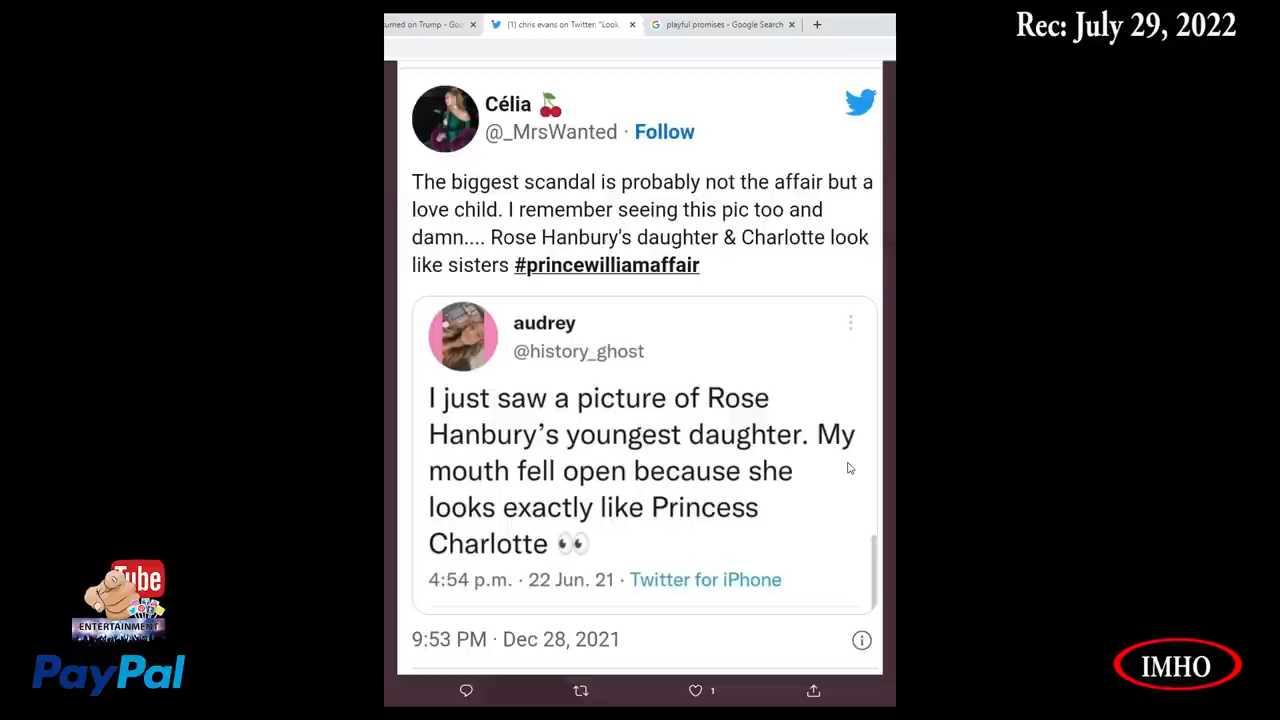 Rec: July 29, 2022
urned on Trump - Goo
(1) chris evans on Twitter: "Look.
playful promises - Google Search
Célia 🍒
@_MrsWanted · Follow
The biggest scandal is probably not the affair but a
love child. I remember seeing this pic too and
damn.... Rose Hanbury's daughter & Charlotte look
like sisters #princewilliamaffair
audrey
@history_ghost
I just saw a picture of Rose
Hanbury’s youngest daughter. My
mouth fell open because she
looks exactly like Princess
Charlotte 👀
4:54 p.m. · 22 Jun. 21 · Twitter for iPhone
9:53 PM · Dec 28, 2021
1
Tube
ENTERTAINMENT
PayPal
IMHO